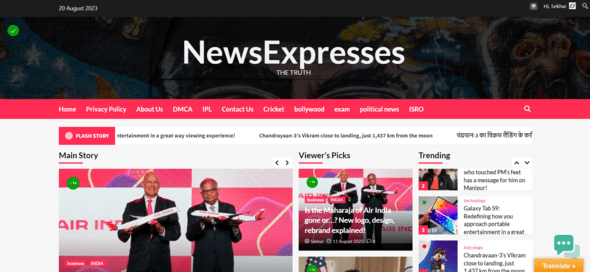 20 August 2023
Hi, Sekhar
NewsExpresses
THE TRUTH
Home Privacy Policy About Us DMCA IPL Contact Us Cricket bollywood exam political news ISRO
FLASH STORY
tertainment in a great way viewing experience! Chandrayaan-3's Vikram close to landing, just 1,437 km from the moon चंद्रयान-3 का विक्रम लैंडिंग के करी
Main Story
Viewer's Picks
Trending
AIR IND
business INDIA
Is the Maharaja of Air India
gone or...? New logo, design,
rebrand explained!
Sekhar 11 August 2023 0
business INDIA
2
who touched PM's feet
has a message for him on
Manipur!
3
technology
Galaxy Tab S9:
Redefining how you
approach portable
entertainment in a great
Astrology
Chandrayaan-3's Vikram
close to landing, just
1,437 km from the moon
Translate »